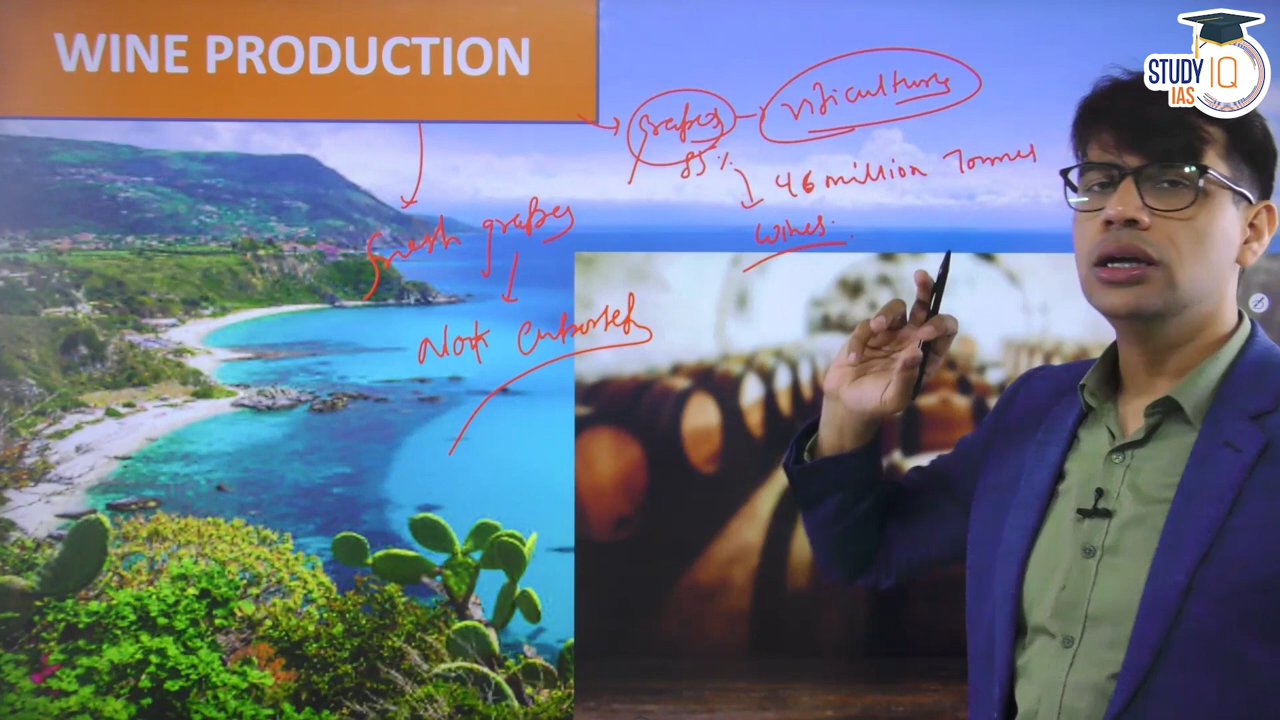 WINE PRODUCTION
STUDY IQ
IAS
grapes - viticulture
85%
46 million Tonnes
wines.
fresh grapes
Not exported